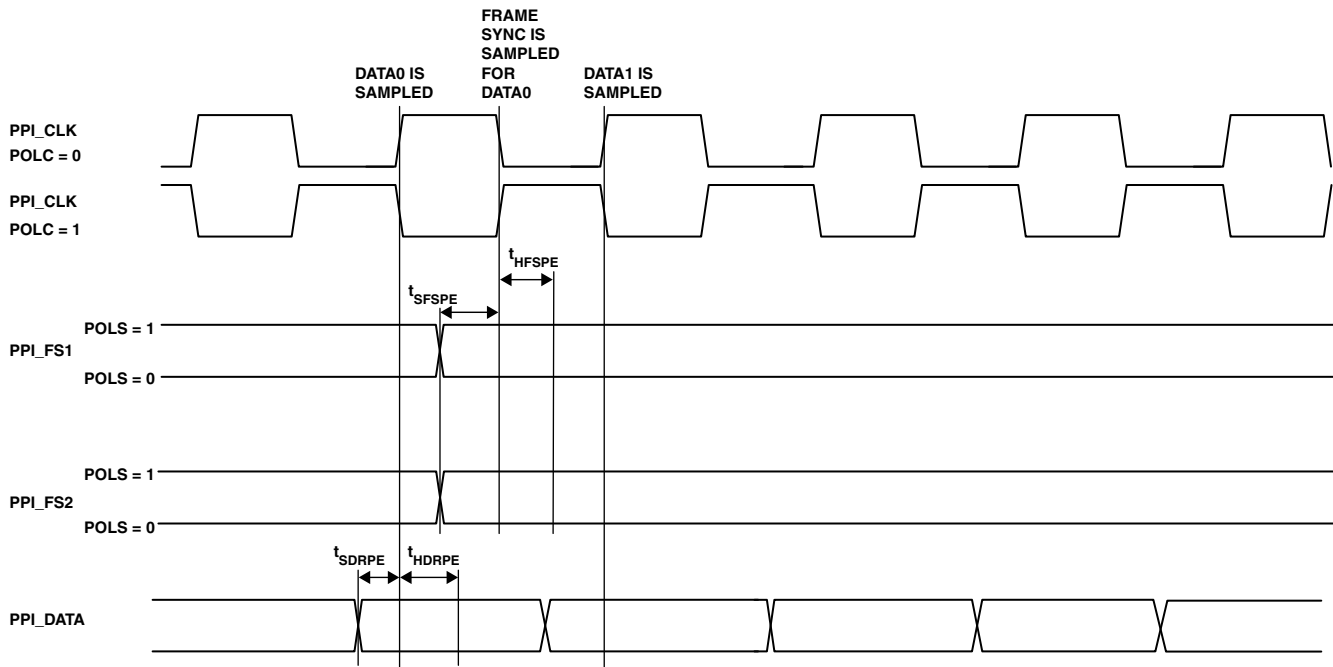 FRAME
SYNC IS
SAMPLED
FOR
DATA0
DATA0 IS
SAMPLED
DATA1 IS
SAMPLED
PPI_CLK
POLC = 0
PPI_CLK
POLC = 1
tHFSPE
tSFSPE
POLS = 1
PPI_FS1
POLS = 0
POLS = 1
PPI_FS2
POLS = 0
tSDRPE
tHDRPE
PPI_DATA